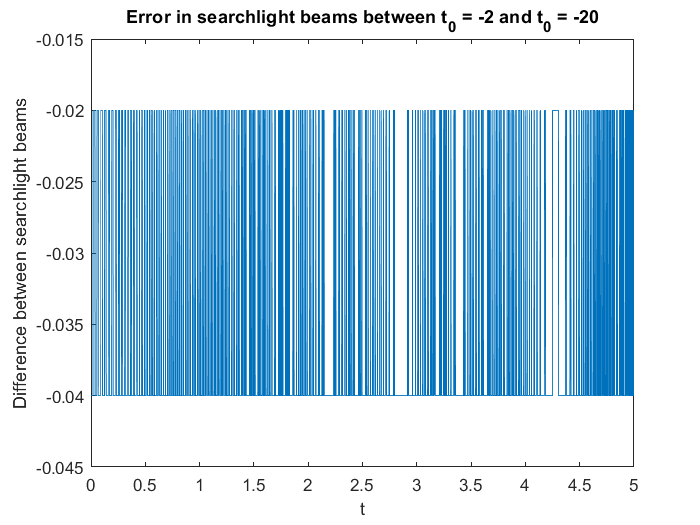 Error in searchlight beams between t₀ = -2 and t₀ = -20
Difference between searchlight beams
-0.015
-0.02
-0.025
-0.03
-0.035
-0.04
-0.045
0 0.5 1 1.5 2 2.5 3 3.5 4 4.5 5
t